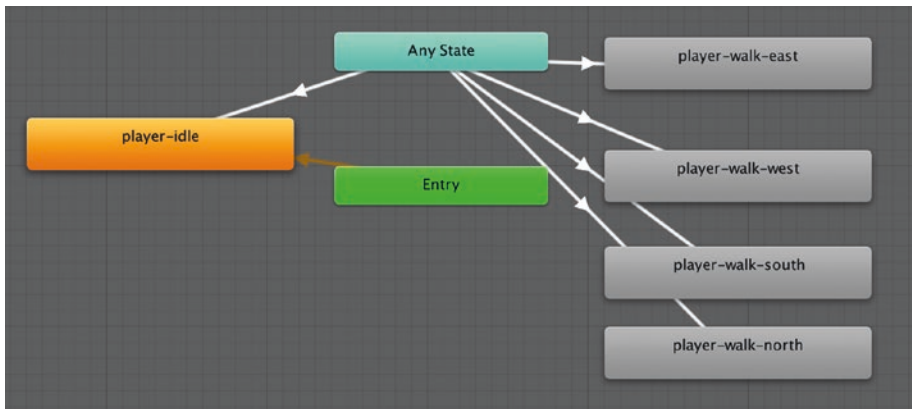 Any State
player-walk-east
player-idle
player-walk-west
Entry
player-walk-south
player-walk-north